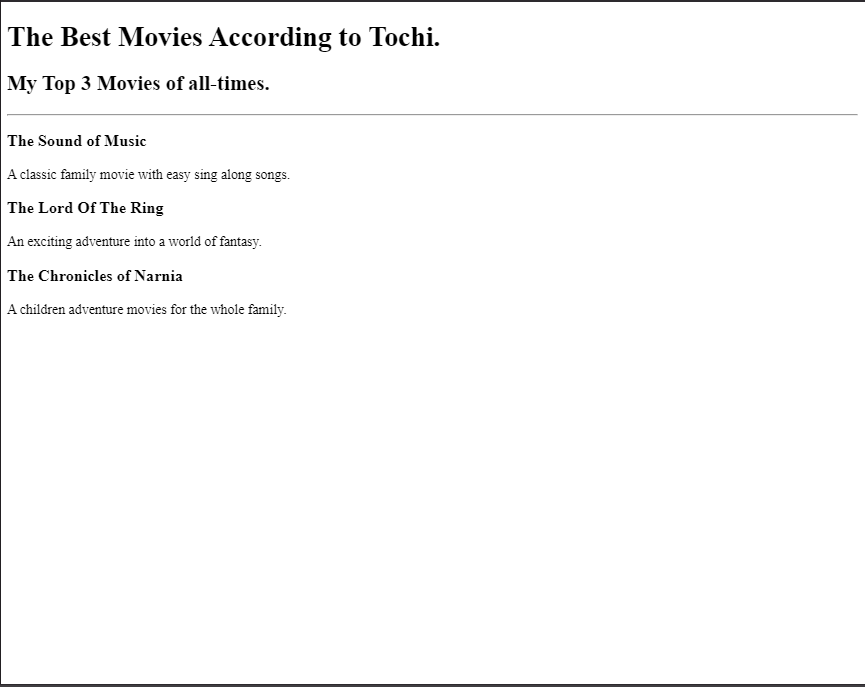 The Best Movies According to Tochi.
My Top 3 Movies of all-times.
The Sound of Music
A classic family movie with easy sing along songs.
The Lord Of The Ring
An exciting adventure into a world of fantasy.
The Chronicles of Narnia
A children adventure movies for the whole family.